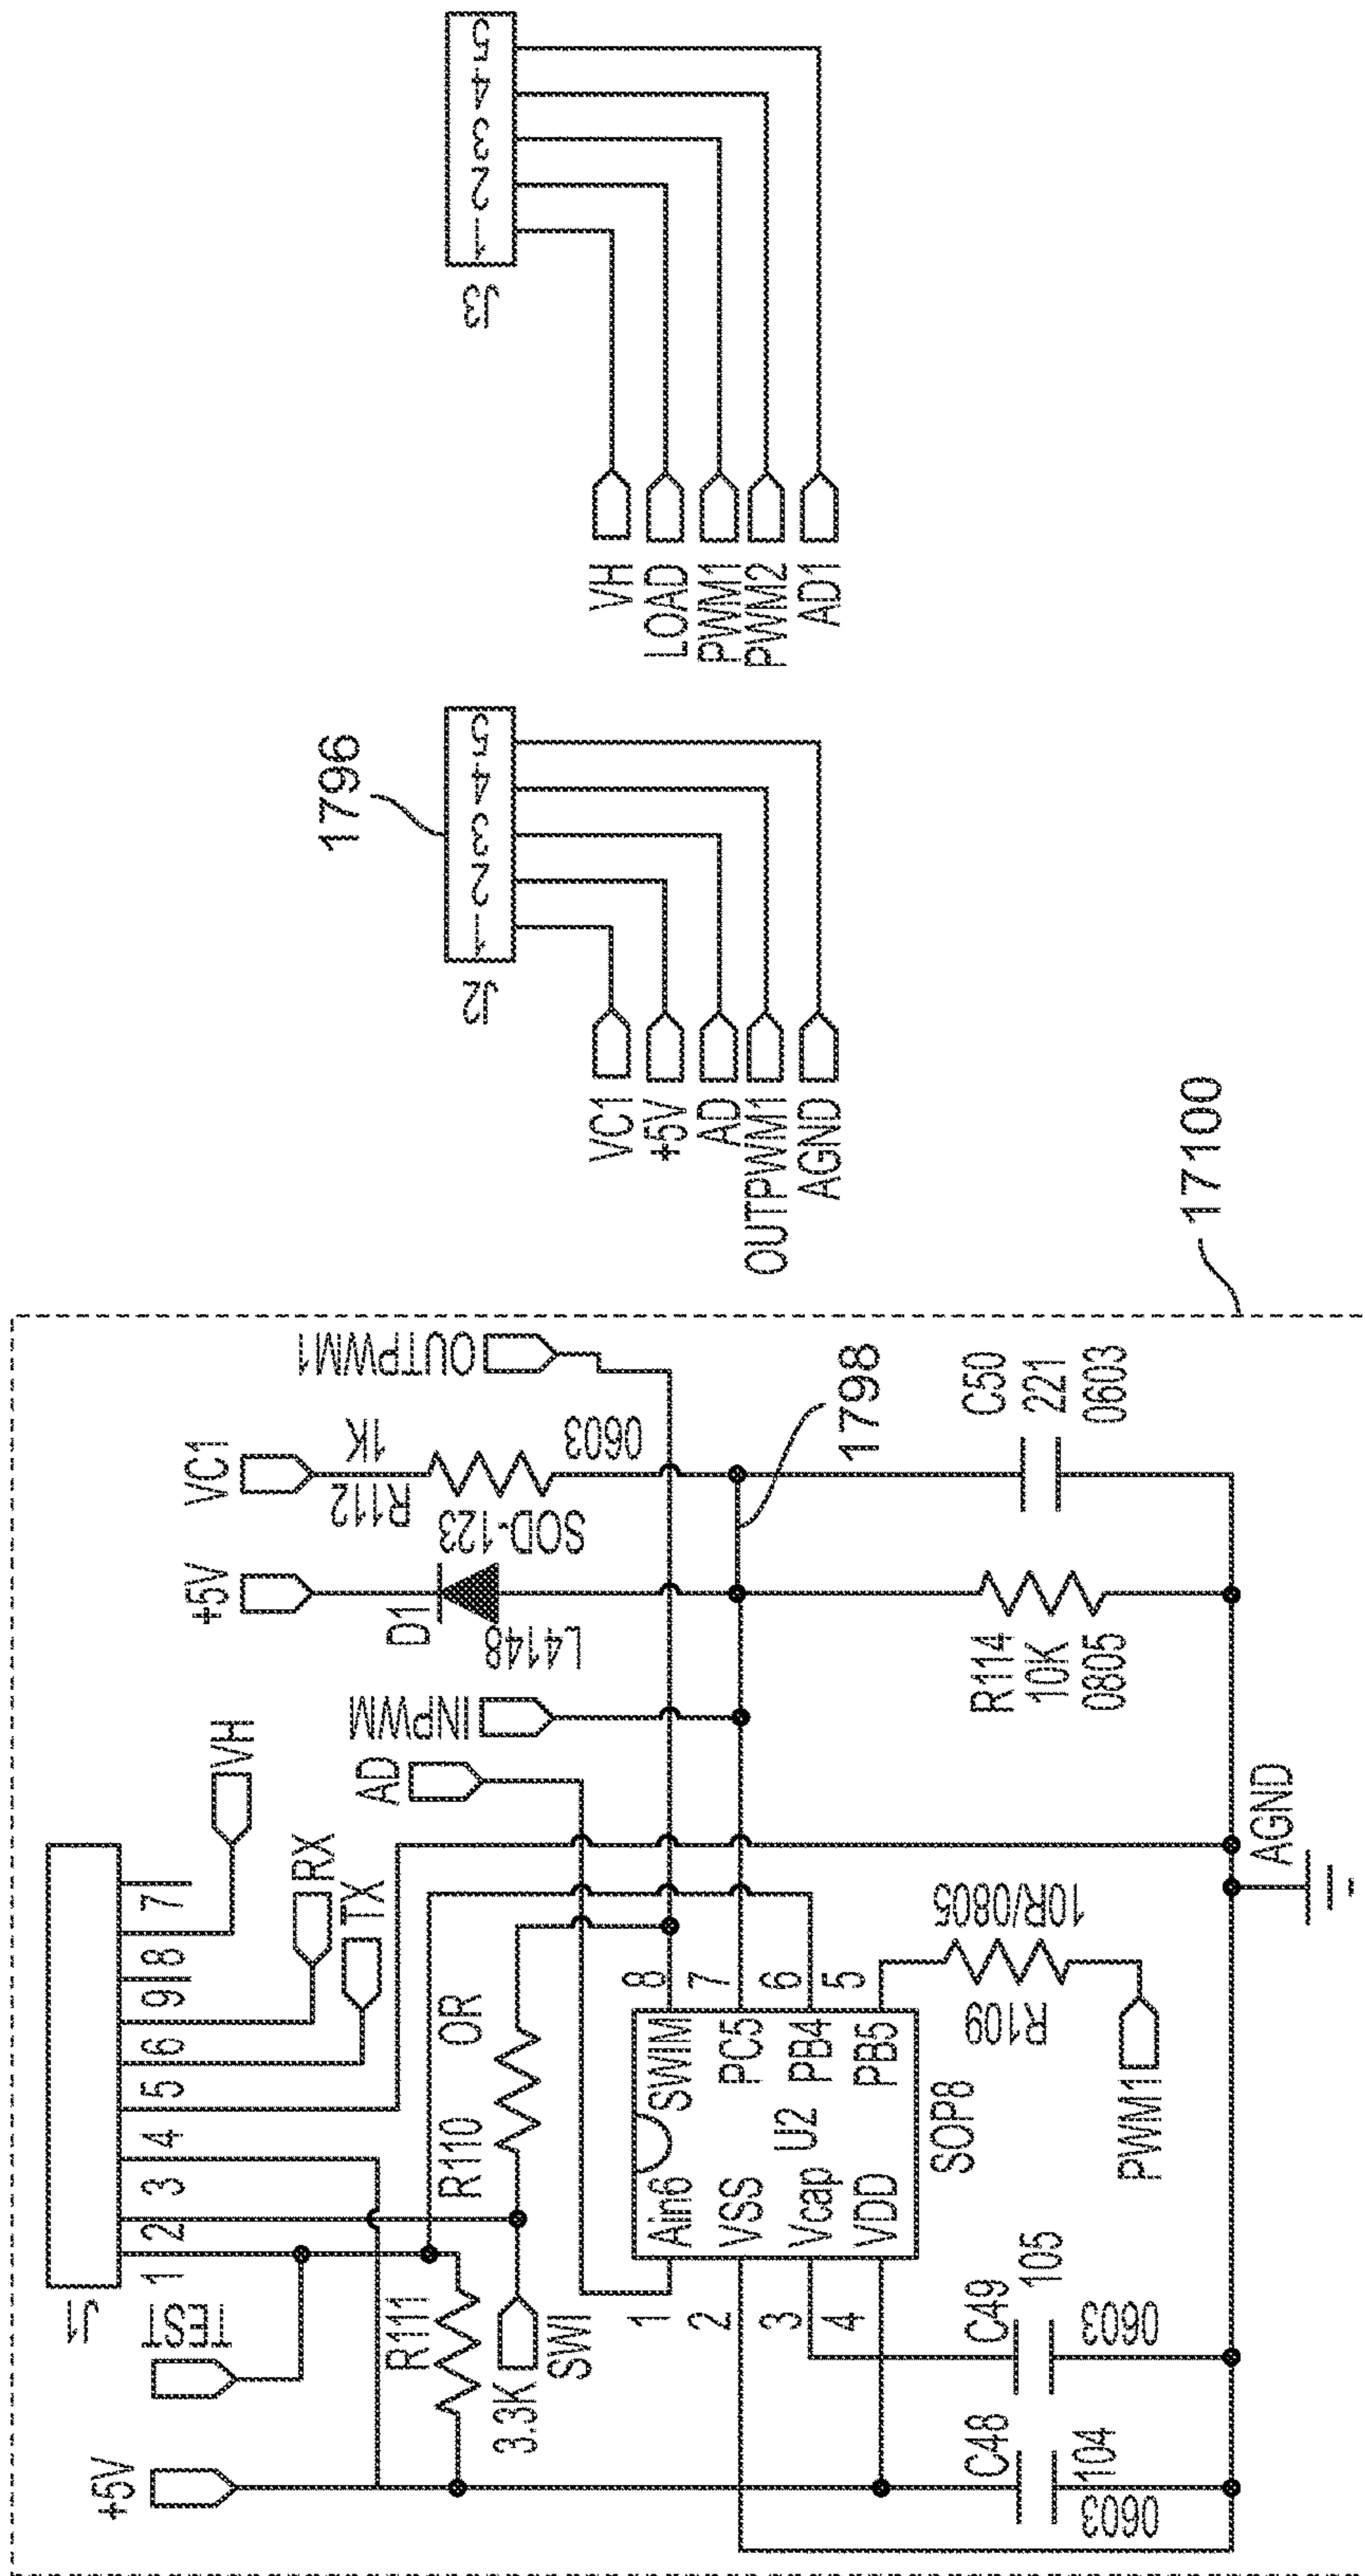 +5V
TEST
J1
1
2
3
4
5
6
9
8
7
TX
RX
VH
R111
3.3K
SWI
R110
OR
AD
INPWM
+5V
D1
L4148
SOD-123
VC1
R112
1K
0603
OUTPWM1
1
2
3
4
Ain6
VSS
Vcap
VDD
SWIM
PC5
PB4
PB5
U2
SOP8
8
7
6
5
R109
10R/0805
PWM1
C48
104
0603
C49
105
0603
AGND
R114
10K
0805
C50
221
0603
1798
17100
1796
J2
1
2
3
4
5
VC1
+5V
AD
OUTPWM1
AGND
J3
1
2
3
4
5
VH
LOAD
PWM1
PWM2
AD1